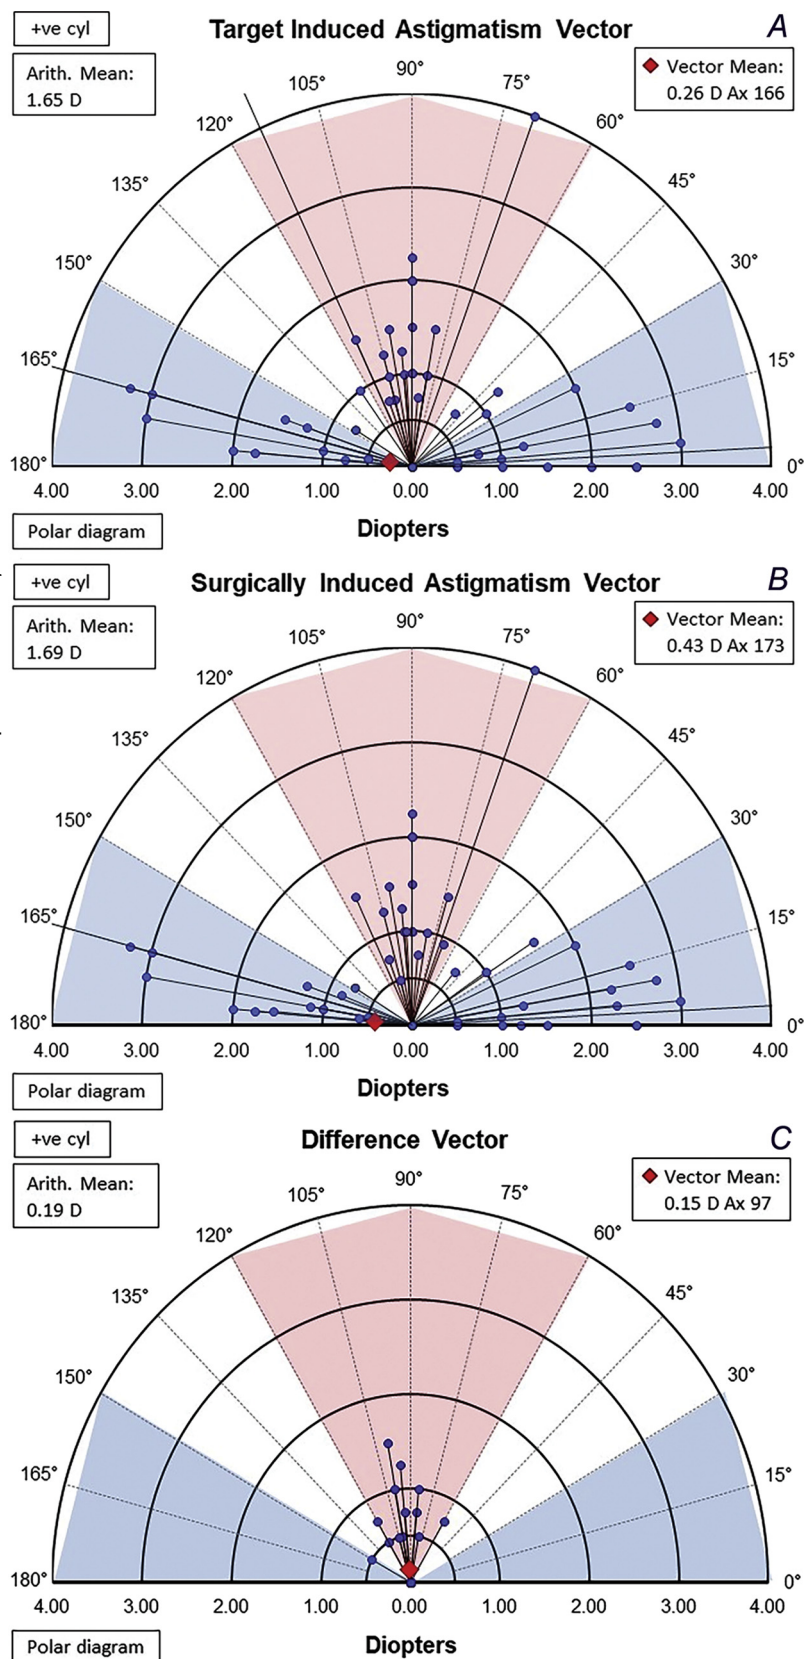 +ve cyl
Target Induced Astigmatism Vector
A
Arith. Mean:
1.65 D
Vector Mean:
0.26 D Ax 166
90°
105°
75°
120°
60°
135°
45°
150°
30°
165°
15°
180°
0°
4.00 3.00 2.00 1.00 0.00 1.00 2.00 3.00 4.00
Polar diagram
Diopters
+ve cyl
Surgically Induced Astigmatism Vector
B
Arith. Mean:
1.69 D
Vector Mean:
0.43 D Ax 173
90°
105°
75°
120°
60°
135°
45°
150°
30°
165°
15°
180°
0°
4.00 3.00 2.00 1.00 0.00 1.00 2.00 3.00 4.00
Polar diagram
Diopters
+ve cyl
Difference Vector
C
Arith. Mean:
0.19 D
Vector Mean:
0.15 D Ax 97
90°
105°
75°
120°
60°
135°
45°
150°
30°
165°
15°
180°
0°
4.00 3.00 2.00 1.00 0.00 1.00 2.00 3.00 4.00
Polar diagram
Diopters